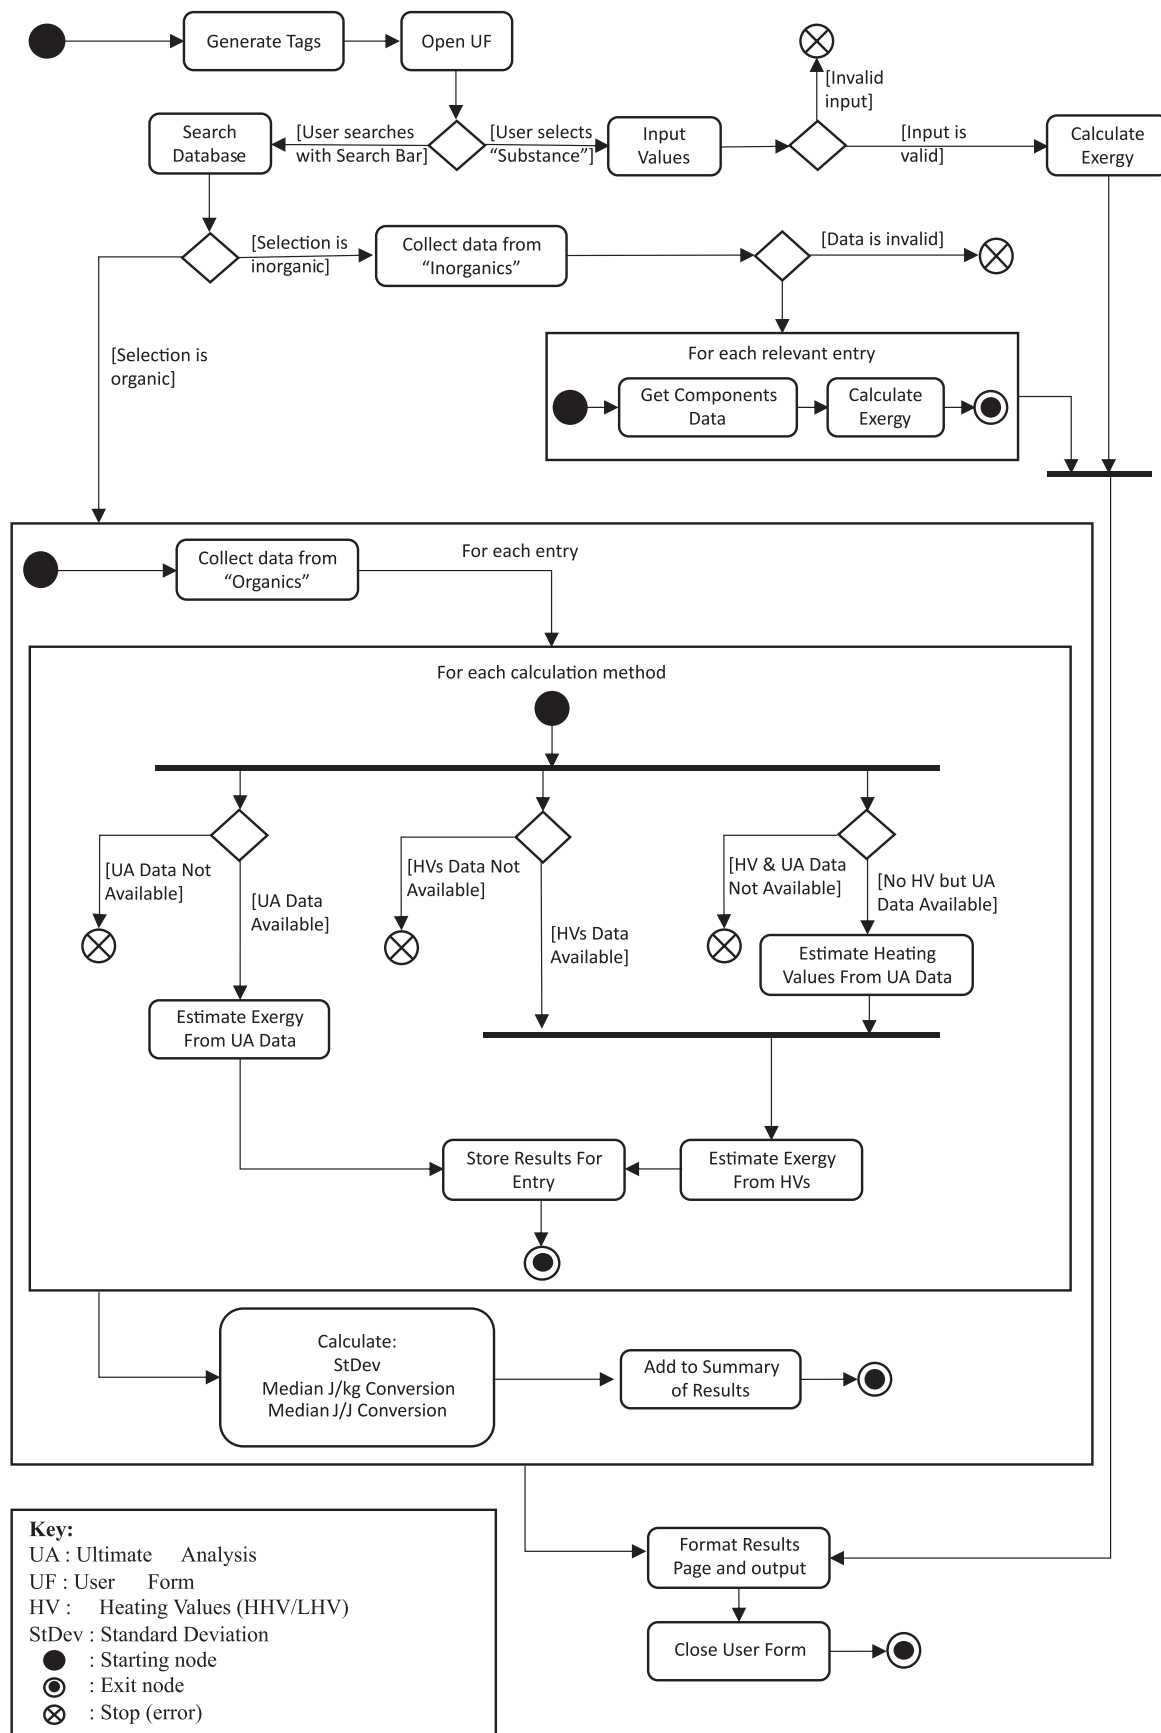 Generate Tags
Open UF
[Invalid
input]
Search
Database
[User searches
with Search Bar]
[User selects
“Substance”]
Input
Values
[Input is
valid]
Calculate
Exergy
[Selection is
inorganic]
Collect data from
“Inorganics”
[Data is invalid]
[Selection is
organic]
For each relevant entry
Get Components
Data
Calculate
Exergy
Collect data from
“Organics”
For each entry
For each calculation method
[UA Data Not
Available]
[UA Data
Available]
[HVs Data Not
Available]
[HVs Data
Available]
[HV & UA Data
Not Available]
[No HV but UA
Data Available]
Estimate Heating
Values From UA Data
Estimate Exergy
From UA Data
Store Results For
Entry
Estimate Exergy
From HVs
Calculate:
StDev
Median J/kg Conversion
Median J/J Conversion
Add to Summary
of Results
Format Results
Page and output
Close User Form
Key:
UA : Ultimate Analysis
UF : User Form
HV : Heating Values (HHV/LHV)
StDev : Standard Deviation
: Starting node
: Exit node
: Stop (error)